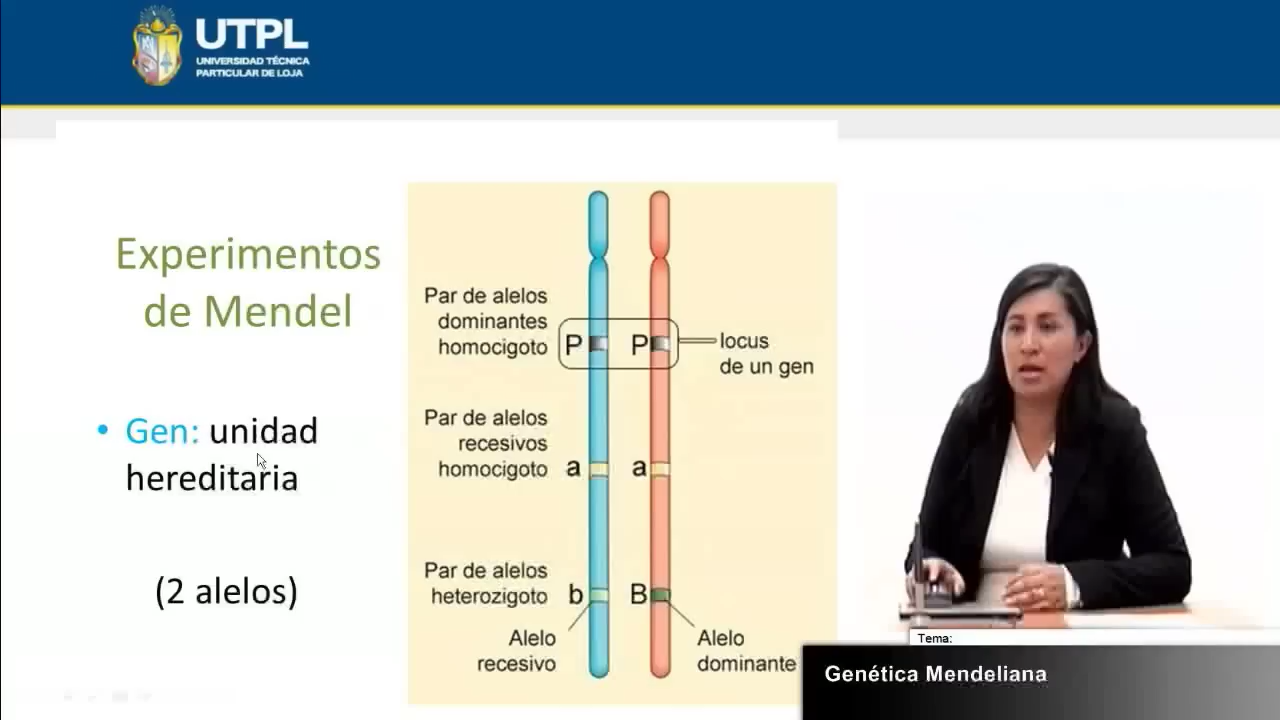 UTPL
UNIVERSIDAD TÉCNICA
PARTICULAR DE LOJA
Experimentos
de Mendel
• Gen: unidad
hereditaria
(2 alelos)
Par de alelos
dominantes
homocigoto
P P
locus
de un gen
Par de alelos
recesivos
homocigoto
a a
Par de alelos
heterozigoto
b B
Alelo
recesivo
Alelo
dominante
Tema:
Genética Mendeliana